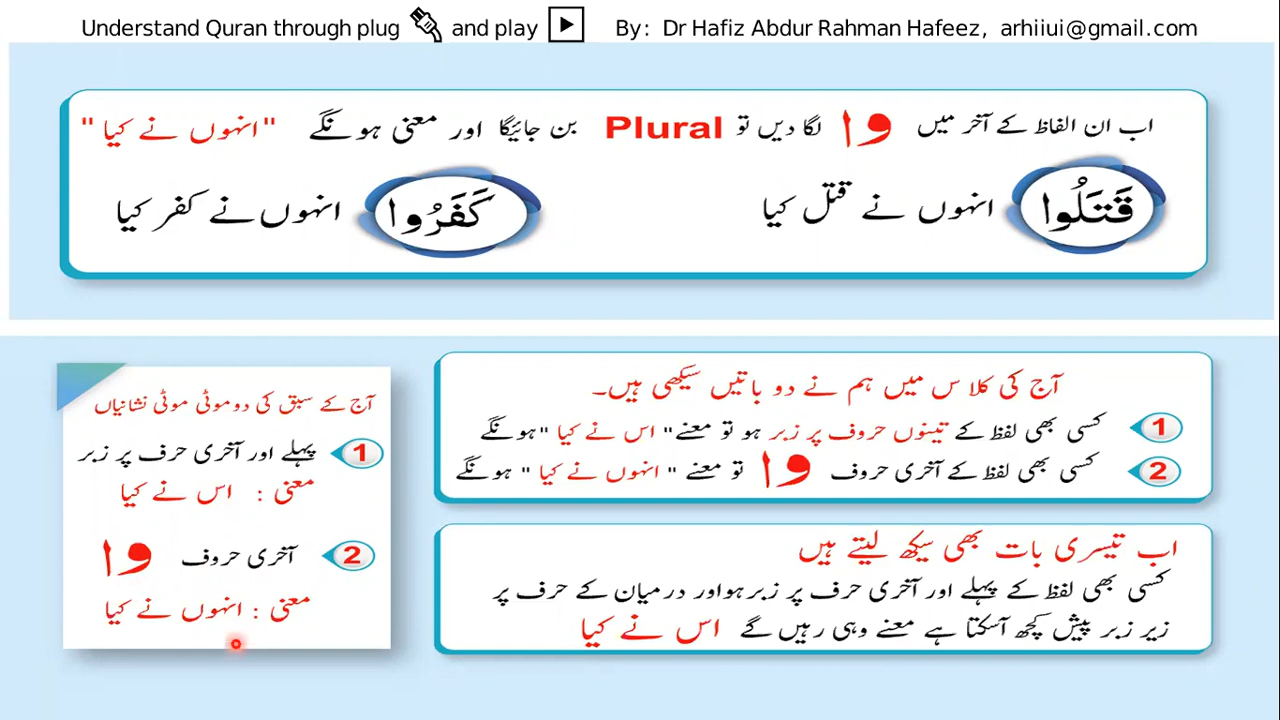 Understand Quran through plug and play By: Dr Hafiz Abdur Rahman Hafeez, arhiiui@gmail.com
اب ان الفاظ کے آخر میں وا لگا دیں تو Plural بن جائیگا اور معنی ہونگے "انہوں نے کیا"
قَتَلُوْا انہوں نے قتل کیا كَفَرُوا انہوں نے کفر کیا
آج کی کلاس میں ہم نے دو باتیں سیکھی ہیں۔
1 کسی بھی لفظ کے تینوں حروف پر زبر ہو تو معنے "اس نے کیا" ہونگے
2 کسی بھی لفظ کے آخری حروف وا تو معنے "انہوں نے کیا" ہونگے
اب تیسری بات بھی سیکھ لیتے ہیں
کسی بھی لفظ کے پہلے اور آخری حرف پر زبر ہو اور درمیان کے حرف پر
زیر زبر پیش کچھ آسکتا ہے معنے وہی رہیں گے اس نے کیا
آج کے سبق کی دو موٹی موٹی نشانیاں
1 پہلے اور آخری حرف پر زبر
معنی : اس نے کیا
2 آخری حروف وا
معنی : انہوں نے کیا